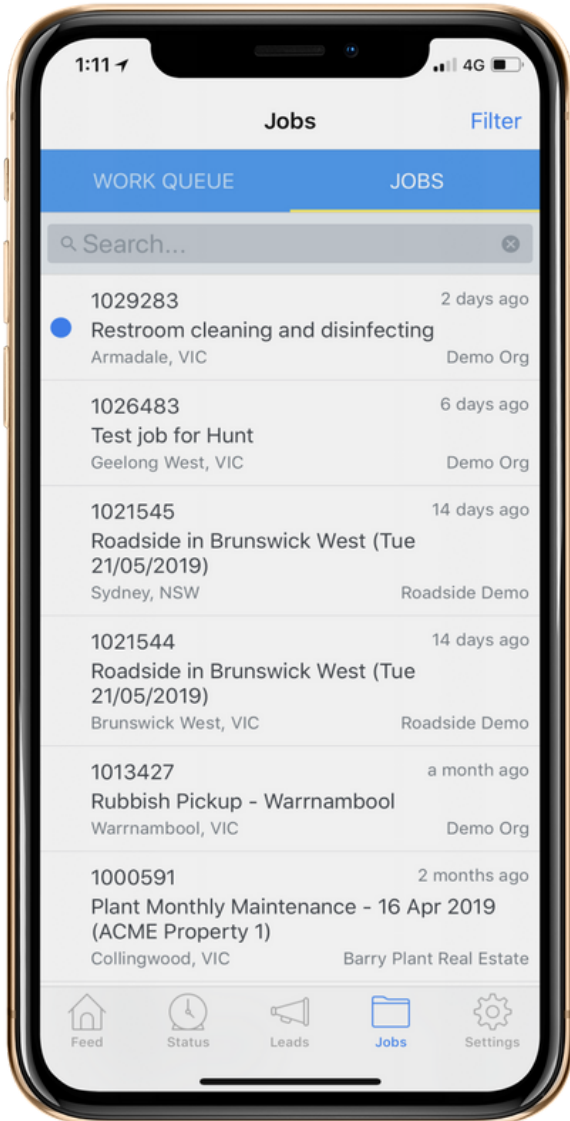 1:11 4G
Jobs Filter
WORK QUEUE JOBS
Search...
1029283 2 days ago
Restroom cleaning and disinfecting
Armadale, VIC Demo Org
1026483 6 days ago
Test job for Hunt
Geelong West, VIC Demo Org
1021545 14 days ago
Roadside in Brunswick West (Tue
21/05/2019)
Sydney, NSW Roadside Demo
1021544 14 days ago
Roadside in Brunswick West (Tue
21/05/2019)
Brunswick West, VIC Roadside Demo
1013427 a month ago
Rubbish Pickup - Warrnambool
Warrnambool, VIC Demo Org
1000591 2 months ago
Plant Monthly Maintenance - 16 Apr 2019
(ACME Property 1)
Collingwood, VIC Barry Plant Real Estate
Feed Status Leads Jobs Settings